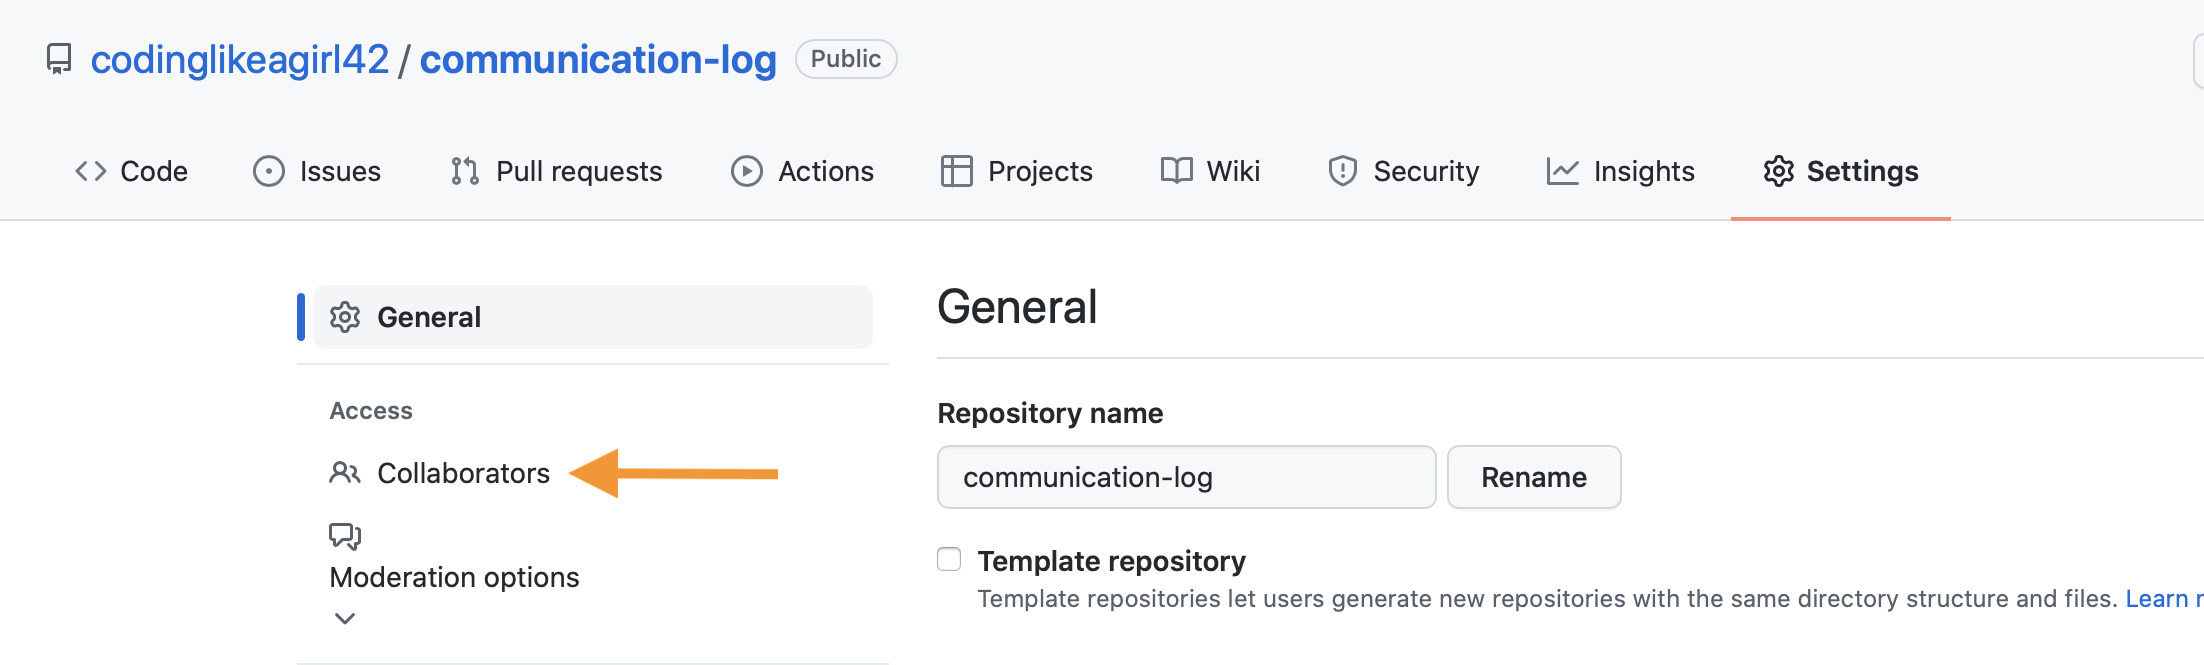 codinglikeagirl42 / communication-log Public
Code Issues Pull requests Actions Projects Wiki Security Insights Settings
General
Access
Collaborators
Moderation options
General
Repository name
communication-log Rename
Template repository
Template repositories let users generate new repositories with the same directory structure and files. Learn